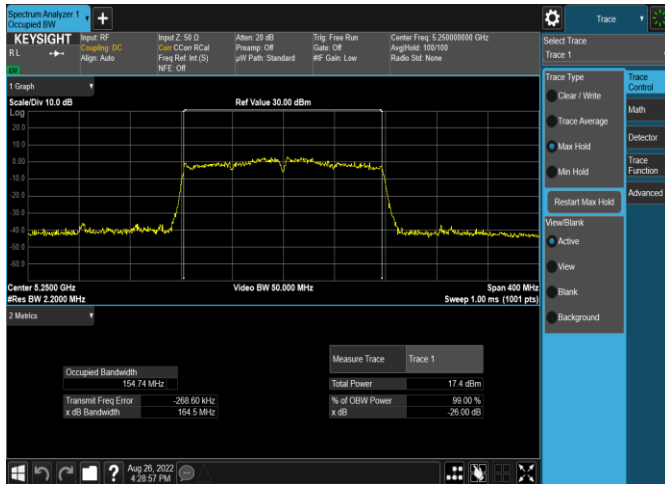 Spectrum Analyzer 1
Occupied BW
+
Trace
KEYSIGHT
R L
Input: RF
Coupling: DC
Align: Auto
Input Z: 50 Ω
Corr CCorr RCal
Freq Ref: Int (S)
NFE: Off
Atten: 20 dB
Preamp: Off
µW Path: Standard
Trig: Free Run
Gate: Off
#IF Gain: Low
Center Freq: 5.250000000 GHz
Avg|Hold: 100/100
Radio Std: None
Select Trace
Trace 1
1 Graph
Scale/Div 10.0 dB
Ref Value 30.00 dBm
Log
20.0
10.0
0.00
-10.0
-20.0
-30.0
-40.0
-50.0
-60.0
Center 5.2500 GHz
#Res BW 2.2000 MHz
Video BW 50.000 MHz
Span 400 MHz
Sweep 1.00 ms (1001 pts)
2 Metrics
Occupied Bandwidth
154.74 MHz
Transmit Freq Error -268.60 kHz
x dB Bandwidth 164.5 MHz
Measure Trace Trace 1
Total Power 17.4 dBm
% of OBW Power 99.00 %
x dB -26.00 dB
Trace Type
Clear / Write
Trace Average
Max Hold
Min Hold
Restart Max Hold
View/Blank
Active
View
Blank
Background
Trace Control
Math
Detector
Trace Function
Advanced
?
Aug 26, 2022
4:28:57 PM